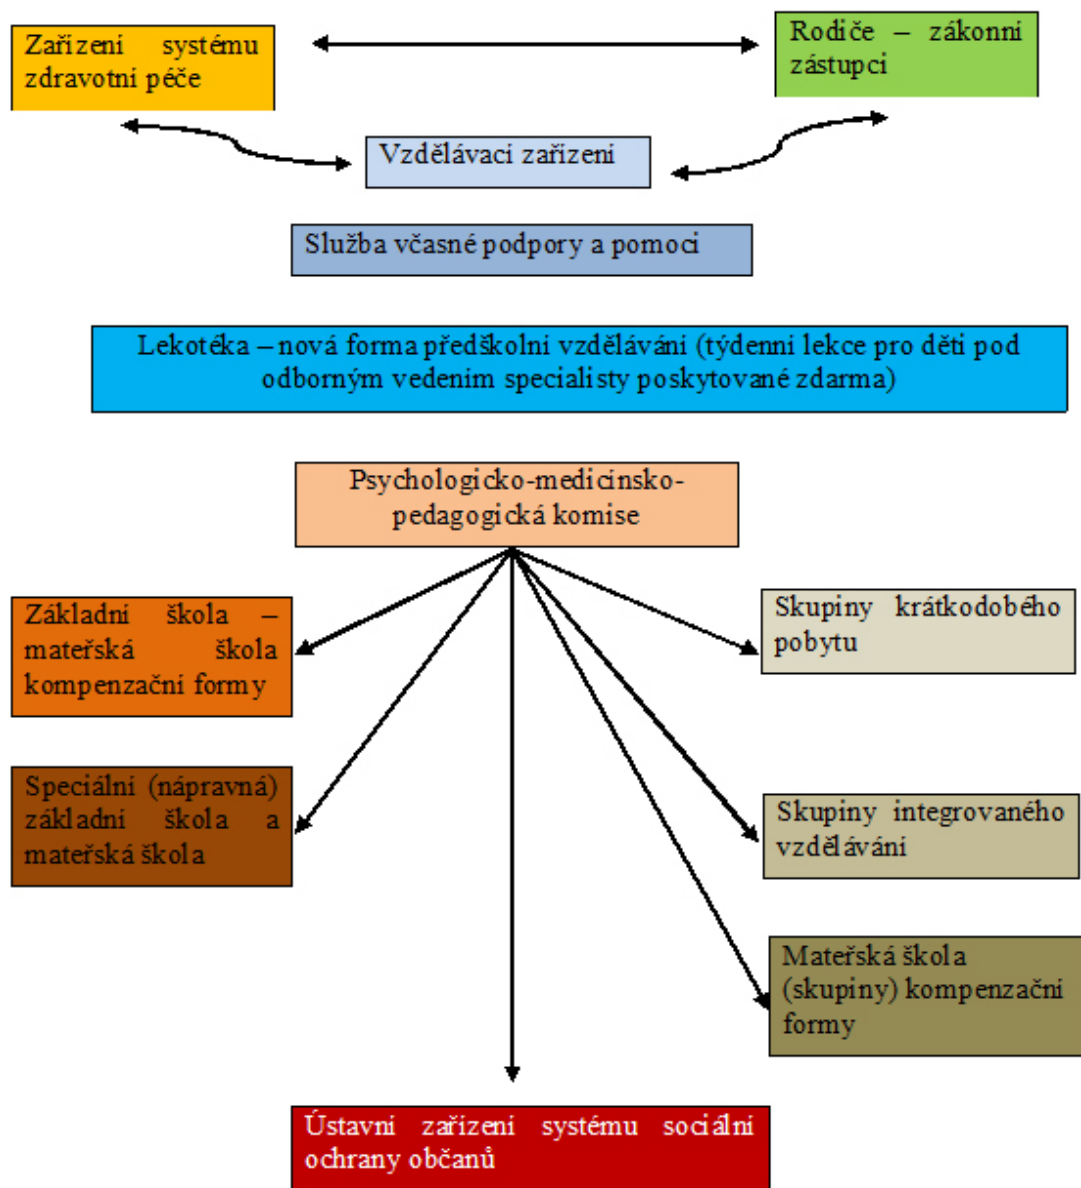 Zařízení systému
zdravotní péče
Rodiče – zákonní
zástupci
Vzdělávací zařízení
Služba včasné podpory a pomoci
Lekotéka – nová forma předškolní vzdělávání (týdenní lekce pro děti pod
odborným vedením specialisty poskytované zdarma)
Psychologicko-medicínsko-
pedagogická komise
Základní škola –
mateřská škola
kompenzační formy
Skupiny krátkodobého
pobytu
Speciální (nápravná)
základní škola a
mateřská škola
Skupiny integrovaného
vzdělávání
Mateřská škola
(skupiny) kompenzační
formy
Ústavní zařízení systému sociální
ochrany občanů